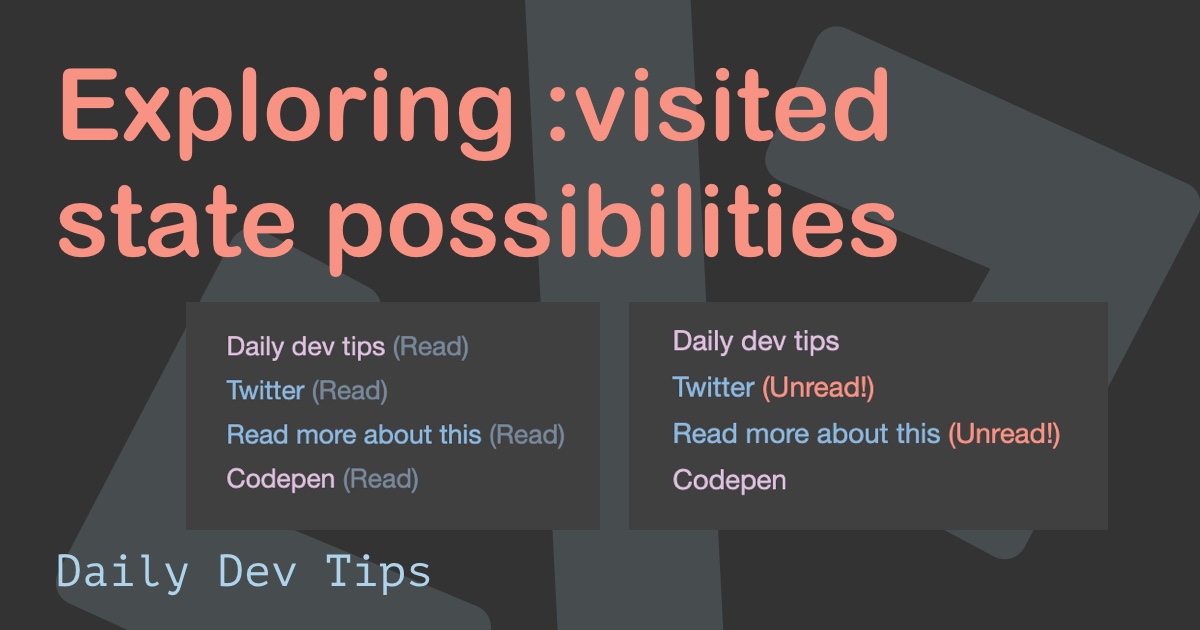 Exploring :visited
state possibilities
Daily dev tips (Read)
Twitter (Read)
Read more about this (Read)
Codepen (Read)
Daily dev tips
Twitter (Unread!)
Read more about this (Unread!)
Codepen
Daily Dev Tips